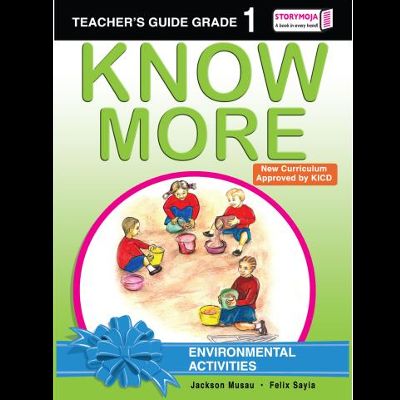 TEACHER'S GUIDE GRADE 1
STORYMOJA
A book in every hand!
KNOW
MORE
New Curriculum
Approved by KICD
ENVIRONMENTAL
ACTIVITIES
Jackson Musau • Felix Sayia